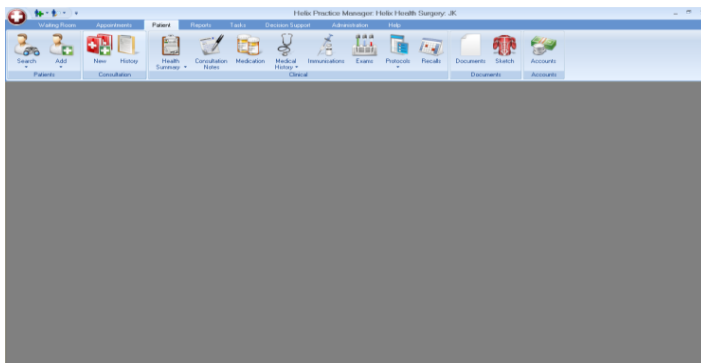 Helix Practice Manager: Helix Health Surgery: JK
Waiting Room Appointments Patient Reports Tasks Decision Support Administration Help
Search Add New History Health Summary Consultation Notes Medication Medical History Immunisations Exams Protocols Recalls Documents Sketch Accounts
Patients Consultation Clinical Documents Accounts